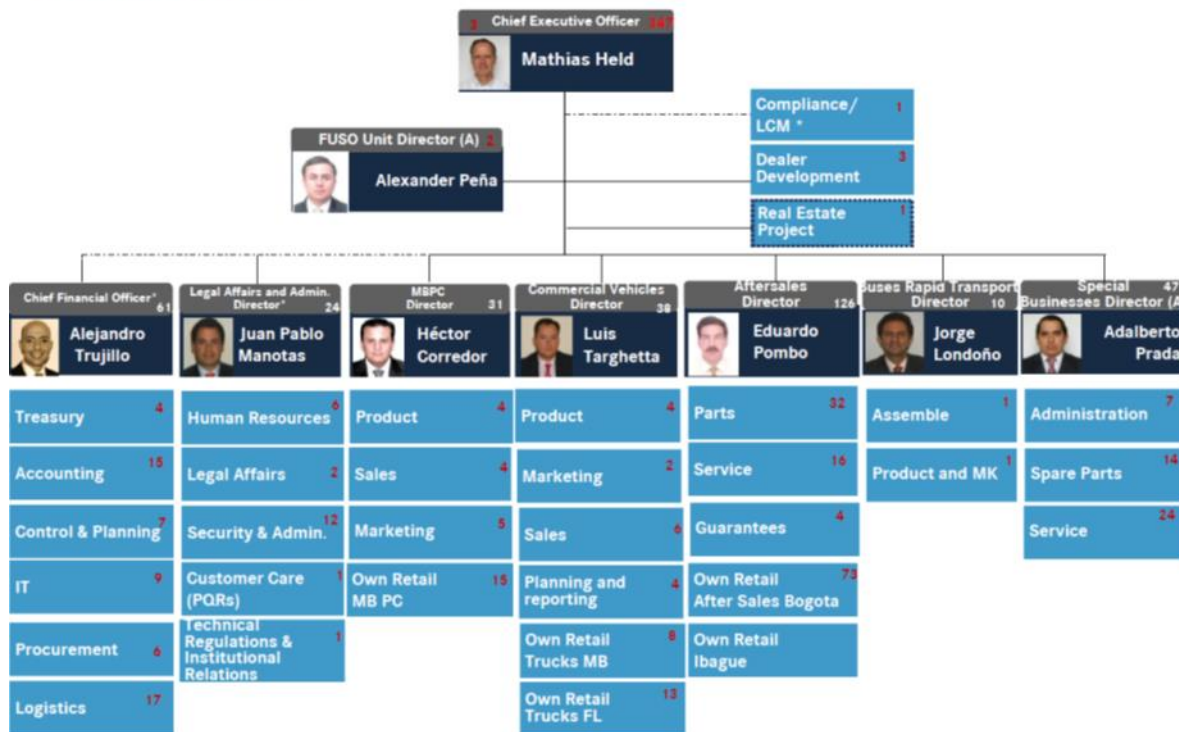 3 Chief Executive Officer 347
Mathias Held
Compliance/ 1
LCM *
FUSO Unit Director (A) 2
Alexander Peña
Dealer 3
Development
Real Estate 1
Project
Chief Financial Officer*
61
Alejandro
Trujillo
Legal Affairs and Admin.
Director* 24
Juan Pablo
Manotas
MBPC
Director 31
Héctor
Corredor
Commercial Vehicles
Director 38
Luis
Targhetta
Aftersales
Director 126
Eduardo
Pombo
Buses Rapid Transport
Director 10
Jorge
Londoño
Special 47
Businesses Director (A
Adalberto
Prada
Treasury 4
Accounting 15
Control & Planning 7
IT 9
Procurement 6
Logistics 17
Human Resources 6
Legal Affairs 2
Security & Admin. 12
Customer Care 1
(PQRs)
Technical
Regulations & 1
Institutional
Relations
Product 4
Sales 4
Marketing 5
Own Retail 15
MB PC
Product 4
Marketing 2
Sales 6
Planning and 4
reporting
Own Retail 8
Trucks MB
Own Retail 13
Trucks FL
Parts 32
Service 16
Guarantees 4
Own Retail 73
After Sales Bogota
Own Retail
Ibague
Assemble 1
Product and MK 1
Administration 7
Spare Parts 14
Service 24